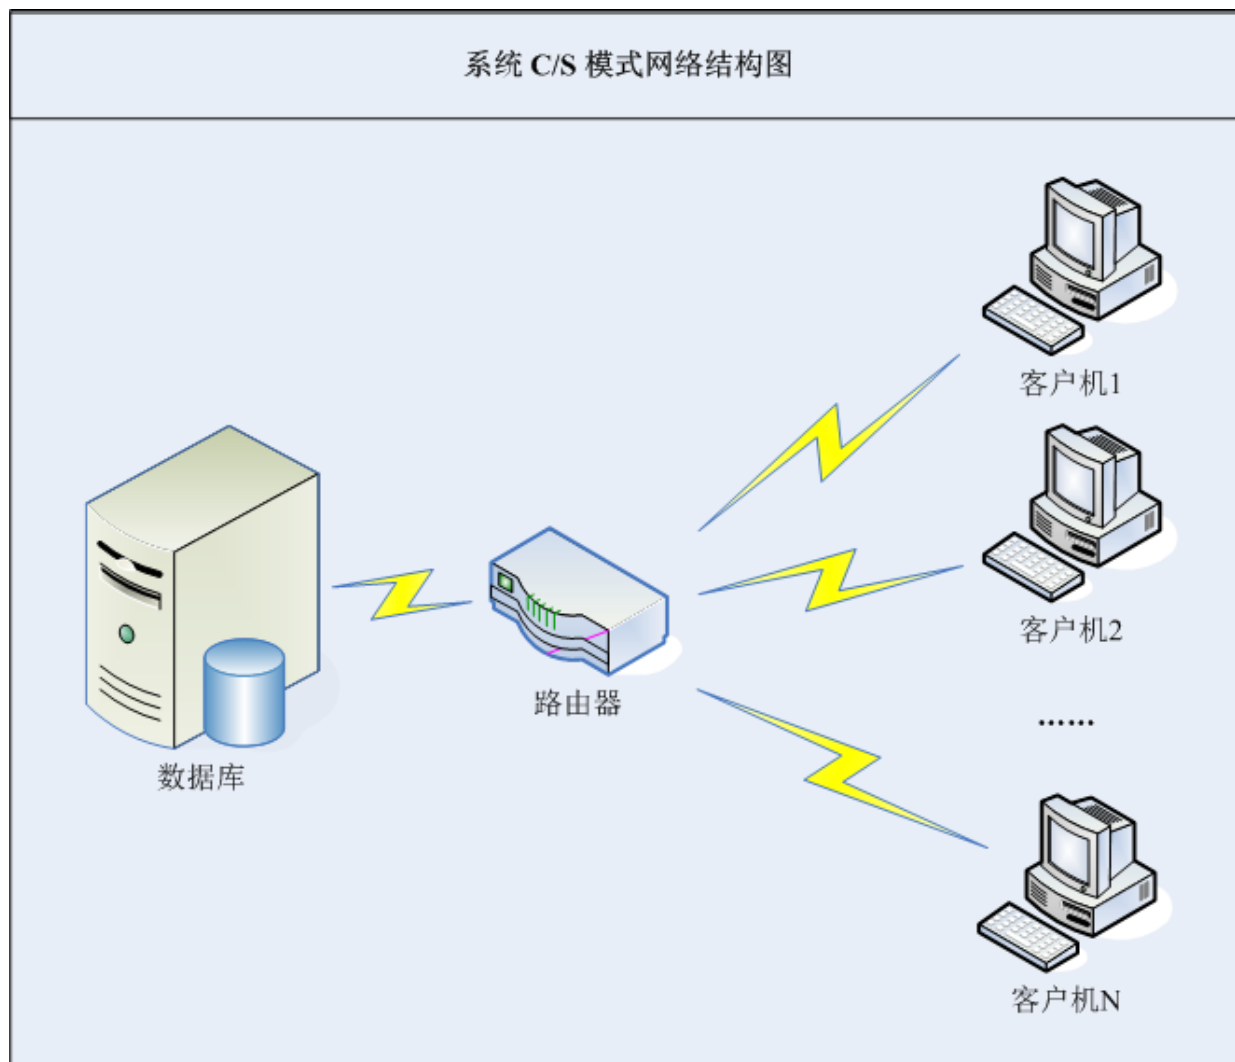 系统 C/S 模式网络结构图
客户机1
客户机2
路由器
......
数据库
客户机N